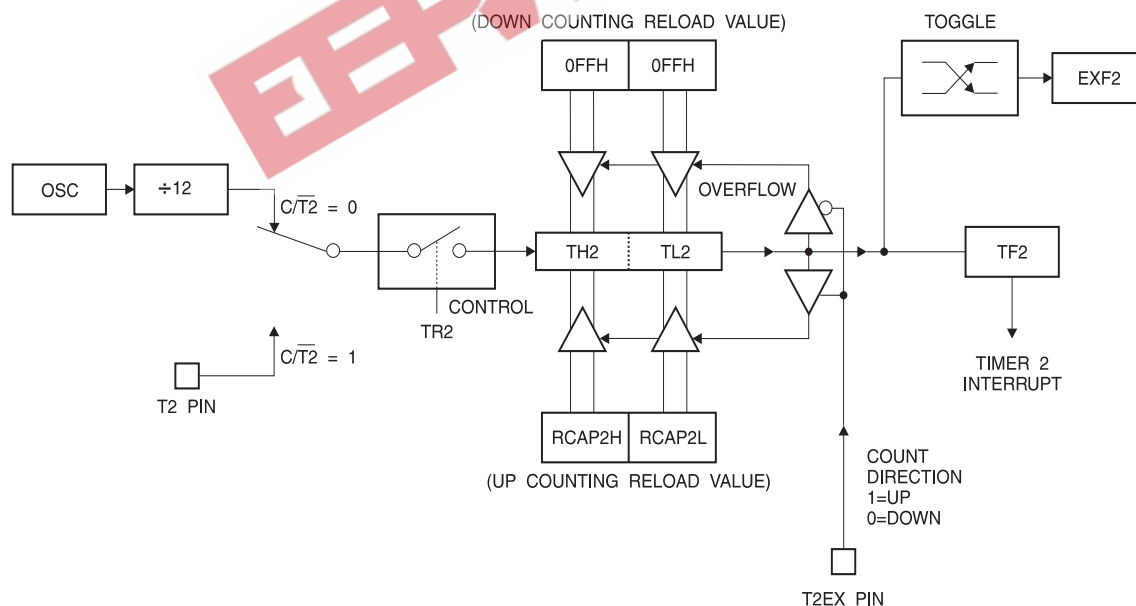 (DOWN COUNTING RELOAD VALUE)
TOGGLE
0FFH 0FFH
EXF2
OSC
÷12
C/T2̅ = 0
OVERFLOW
TH2 TL2
TF2
CONTROL
TR2
C/T2̅ = 1
T2 PIN
TIMER 2
INTERRUPT
RCAP2H RCAP2L
(UP COUNTING RELOAD VALUE)
COUNT
DIRECTION
1=UP
0=DOWN
T2EX PIN